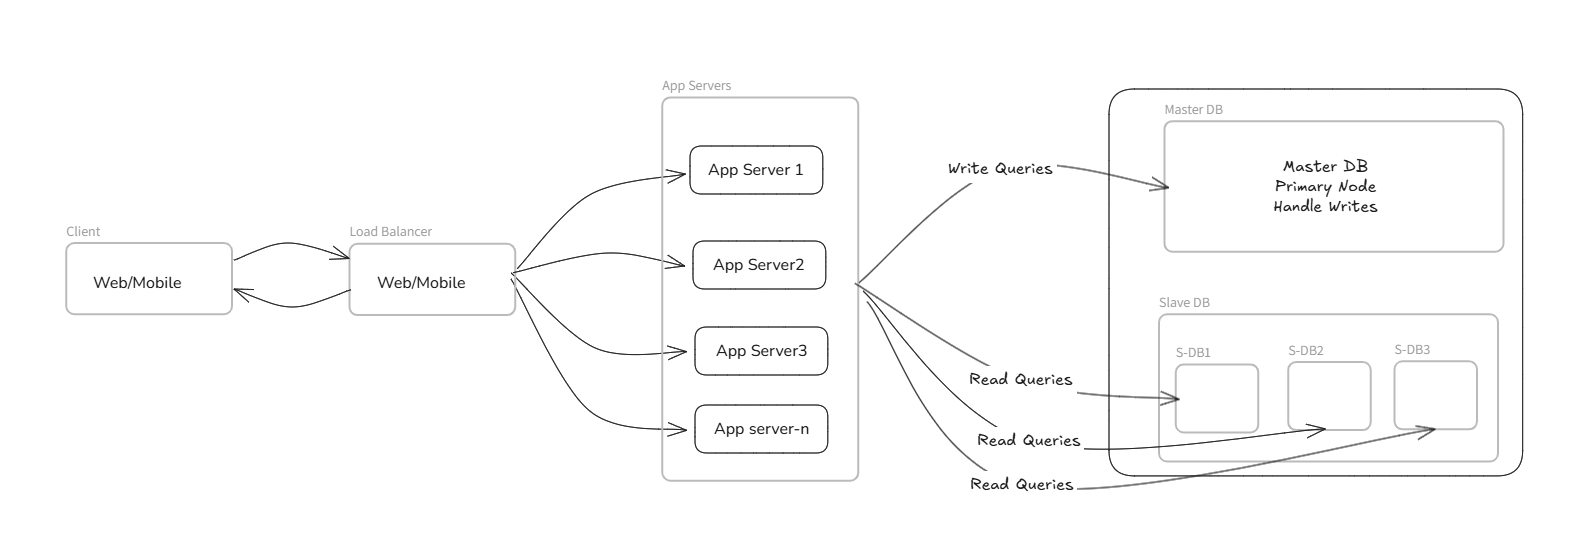 Client
Web/Mobile
Load Balancer
Web/Mobile
App Servers
App Server 1
App Server2
App Server3
App server-n
Write Queries
Read Queries
Read Queries
Read Queries
Master DB
Master DB
Primary Node
Handle Writes
Slave DB
S-DB1
S-DB2
S-DB3